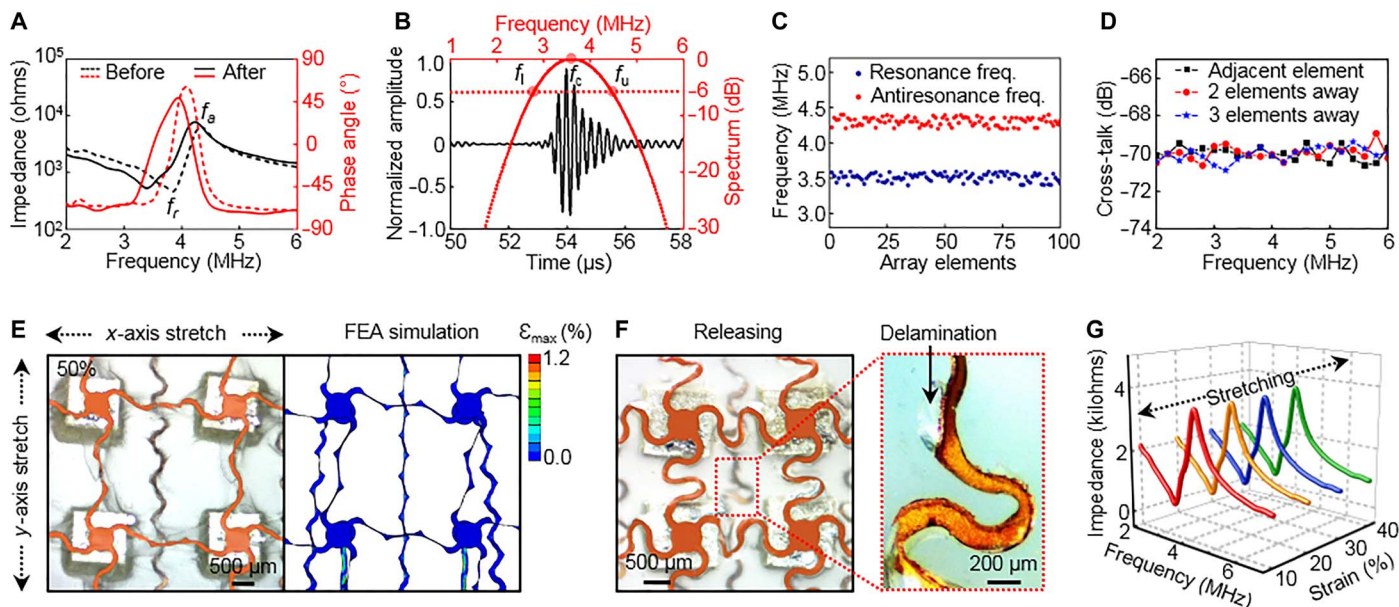 A
10⁵
10⁴
10³
10²
Impedance (ohms)
Before
After
fₐ
fᵣ
90
45
0
−45
−90
Phase angle (°)
2 3 4 5 6
Frequency (MHz)
B
Frequency (MHz)
1 2 3 4 5 6
1.0
0.5
0
−0.5
−1.0
Normalized amplitude
f_l
f_c
f_u
0
−6
−12
−18
−24
−30
Spectrum (dB)
50 52 54 56 58
Time (µs)
C
5.0
4.5
4.0
3.5
3.0
Frequency (MHz)
Resonance freq.
Antiresonance freq.
0 25 50 75 100
Array elements
D
−66
−68
−70
−72
−74
Cross-talk (dB)
Adjacent element
2 elements away
3 elements away
2 3 4 5 6
Frequency (MHz)
E
x-axis stretch
FEA simulation
Ɛmax (%)
y-axis stretch
50%
500 µm
1.2
0.0
F
Releasing
Delamination
500 µm
200 µm
G
Stretching
4
2
0
Impedance (kilohms)
2
4
6
Frequency (MHz)
10
20
30
40
Strain (%)